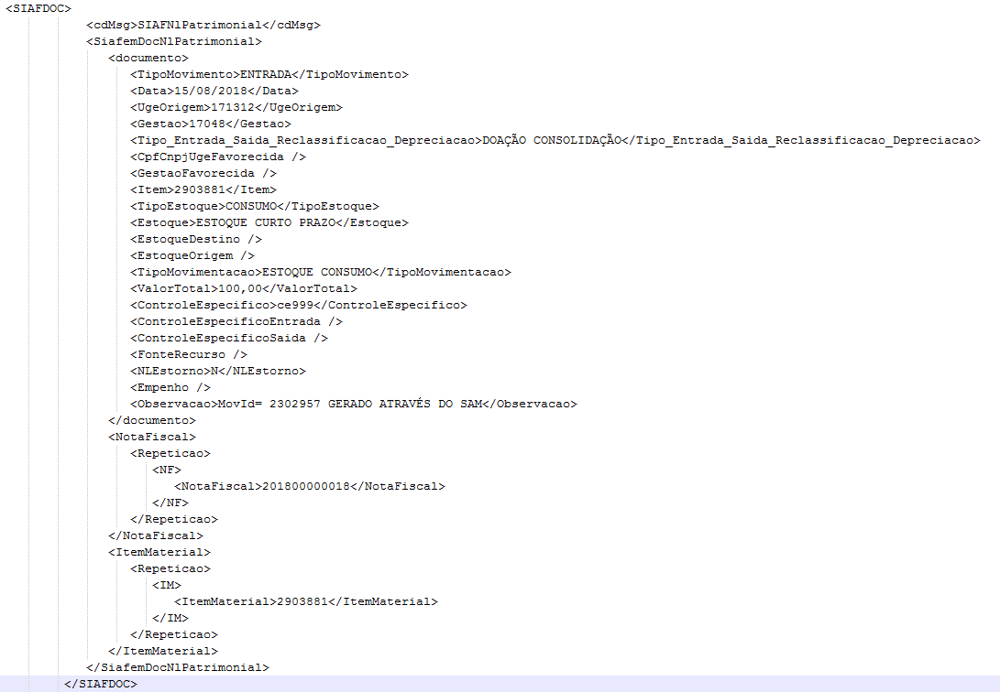 <SIAFDOC>
<cdMsg>SIAFNlPatrimonial</cdMsg>
<SiafemDocNlPatrimonial>
<documento>
<TipoMovimento>ENTRADA</TipoMovimento>
<Data>15/08/2018</Data>
<UgeOrigem>171312</UgeOrigem>
<Gestao>17048</Gestao>
<Tipo_Entrada_Saida_Reclassificacao_Depreciacao>DOAÇÃO CONSOLIDAÇÃO</Tipo_Entrada_Saida_Reclassificacao_Depreciacao>
<CpfCnpjUgeFavorecida />
<GestaoFavorecida />
<Item>2903881</Item>
<TipoEstoque>CONSUMO</TipoEstoque>
<Estoque>ESTOQUE CURTO PRAZO</Estoque>
<EstoqueDestino />
<EstoqueOrigem />
<TipoMovimentacao>ESTOQUE CONSUMO</TipoMovimentacao>
<ValorTotal>100,00</ValorTotal>
<ControleEspecifico>ce999</ControleEspecifico>
<ControleEspecificoEntrada />
<ControleEspecificoSaida />
<FonteRecurso />
<NLEstorno>N</NLEstorno>
<Empenho />
<Observacao>MovId= 2302957 GERADO ATRAVÉS DO SAM</Observacao>
</documento>
<NotaFiscal>
<Repeticao>
<NF>
<NotaFiscal>201800000018</NotaFiscal>
</NF>
</Repeticao>
</NotaFiscal>
<ItemMaterial>
<Repeticao>
<IM>
<ItemMaterial>2903881</ItemMaterial>
</IM>
</Repeticao>
</ItemMaterial>
</SiafemDocNlPatrimonial>
</SIAFDOC>